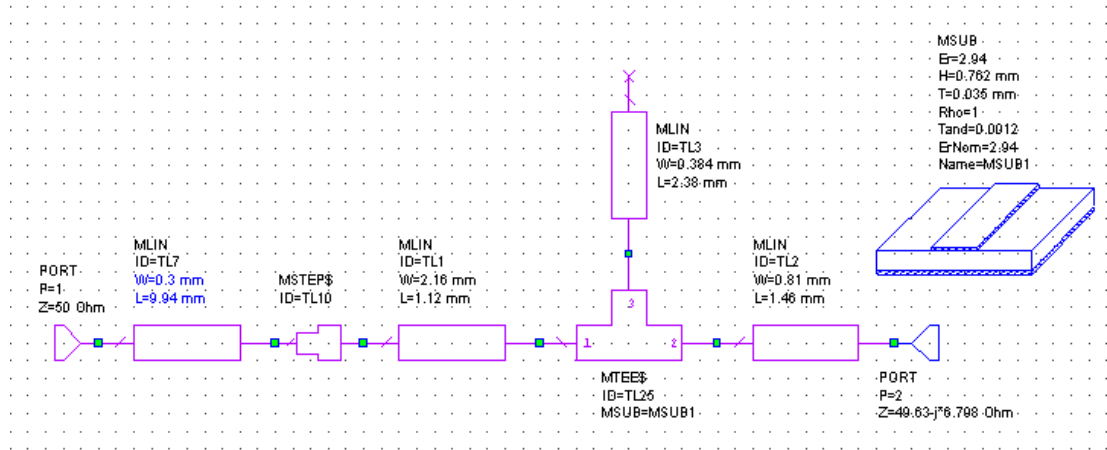 MSUB
Er=2.94
H=0.762 mm
T=0.035 mm
Rho=1
Tand=0.0012
ErNom=2.94
Name=MSUB1
MLIN
ID=TL3
W=0.384 mm
L=2.38 mm
PORT
P=1
Z=50 Ohm
MLIN
ID=TL7
W=0.3 mm
L=9.94 mm
MSTEP$
ID=TL10
MLIN
ID=TL1
W=2.16 mm
L=1.12 mm
3
1
2
MTEE$
ID=TL25
MSUB=MSUB1
MLIN
ID=TL2
W=0.81 mm
L=1.46 mm
PORT
P=2
Z=49.63-j*6.798 Ohm